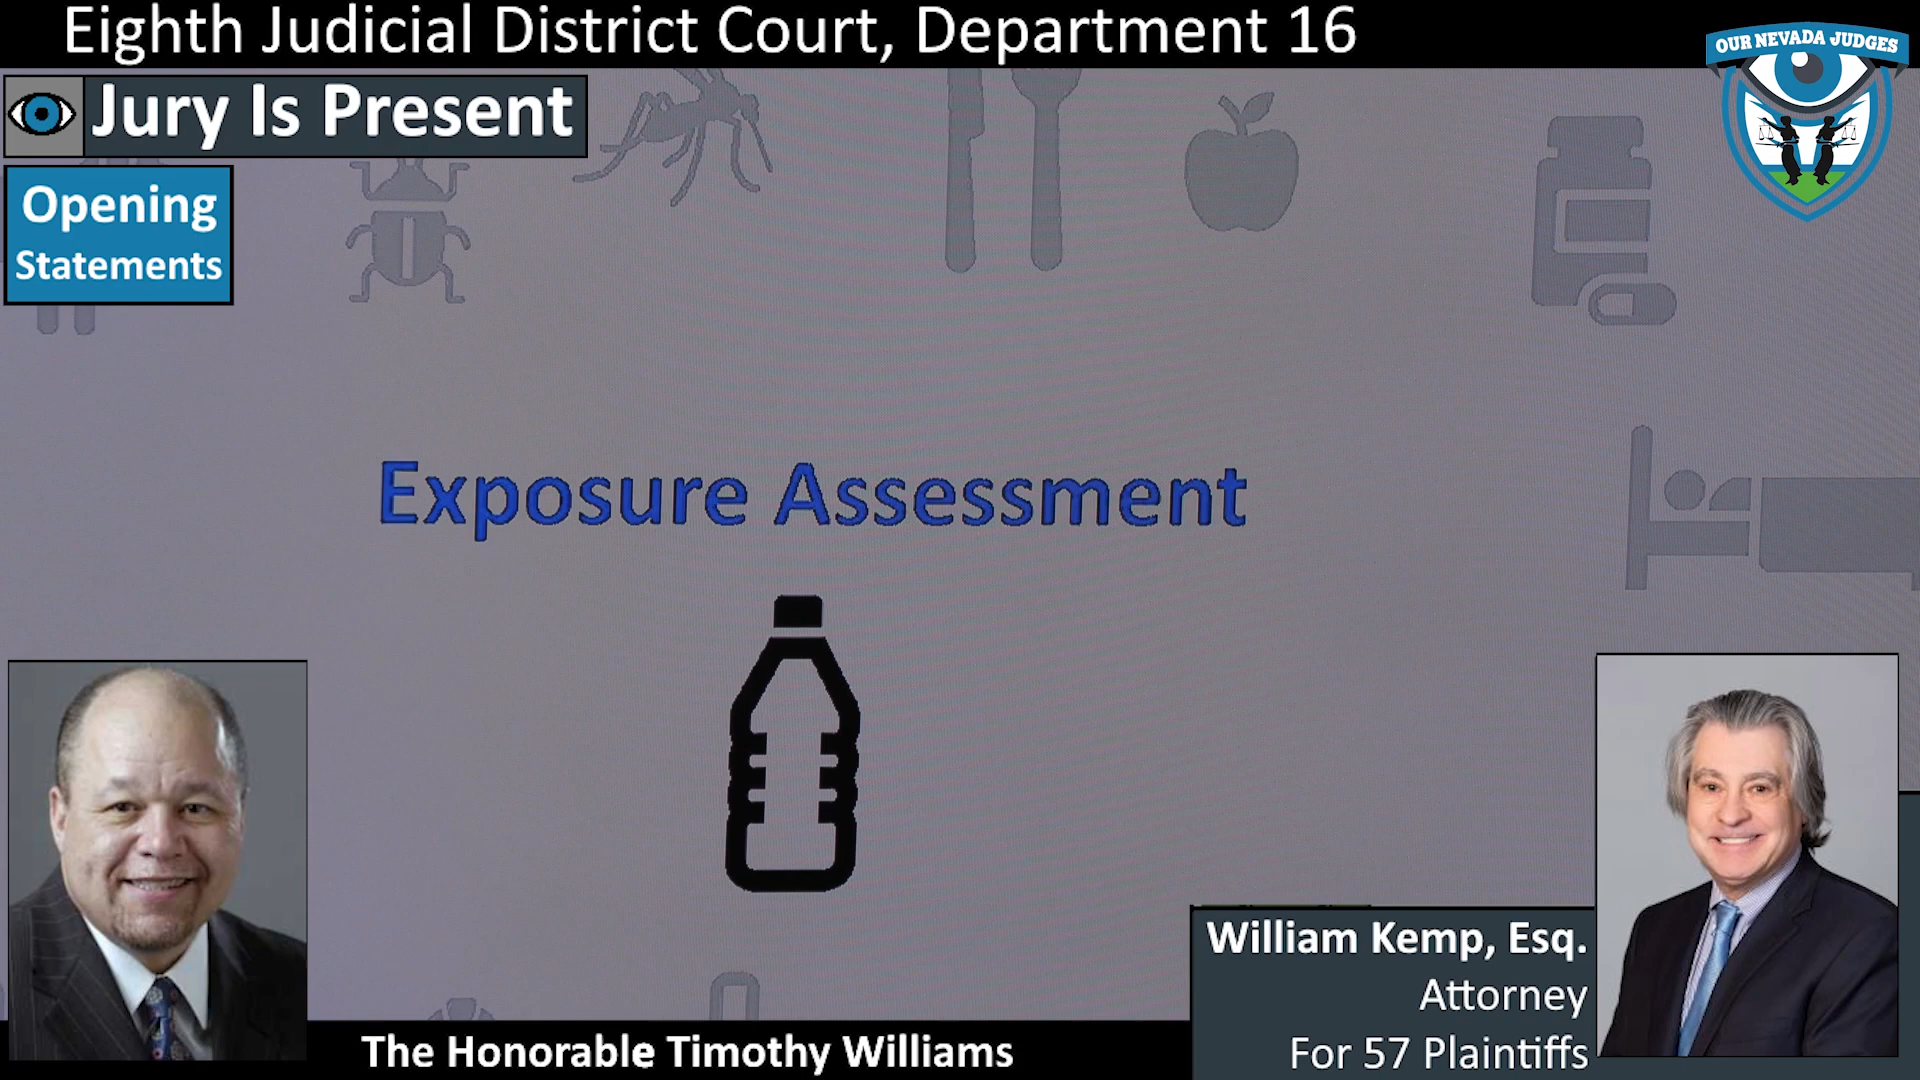 Eighth Judicial District Court, Department 16
OUR NEVADA JUDGES
Jury Is Present
Opening
Statements
Exposure Assessment
William Kemp, Esq.
Attorney
For 57 Plaintiffs
The Honorable Timothy Williams